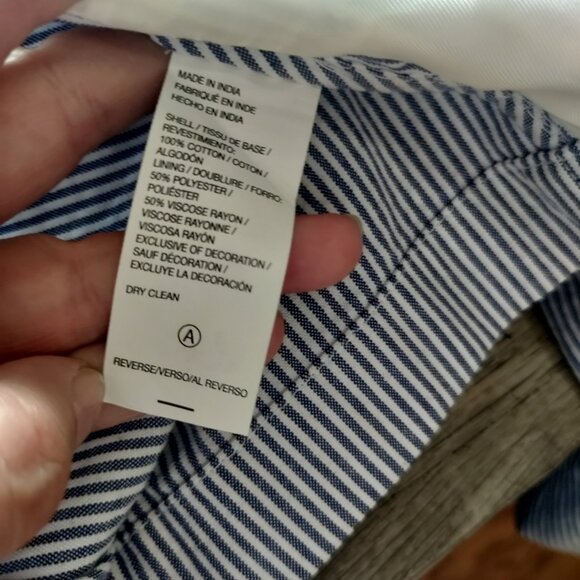 MADE IN INDIA
FABRIQUÉ EN INDE
HECHO EN INDIA
SHELL / TISSU DE BASE /
REVESTIMIENTO:
100% COTTON / COTON /
ALGODÓN
LINING / DOUBLURE / FORRO:
50% POLYESTER /
POLIÉSTER
50% VISCOSE RAYON /
VISCOSE RAYONNE /
VISCOSA RAYÓN
EXCLUSIVE OF DECORATION /
SAUF DÉCORATION /
EXCLUYE LA DECORACIÓN
DRY CLEAN
A
REVERSE/VERSO/AL REVERSO